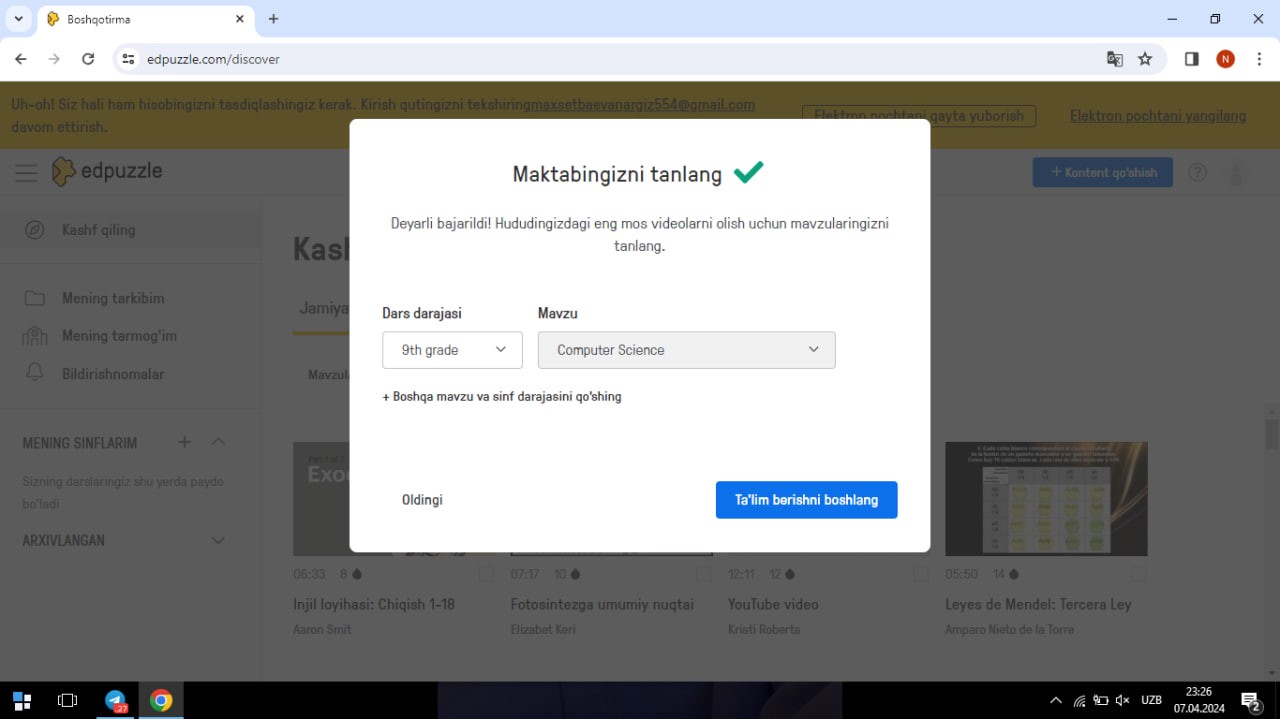 Boshqotirma
edpuzzle.com/discover
N
Uh-oh! Siz hali ham hisobingizni tasdiqlashingiz kerak. Kirish qutingizni tekshiringmaxsetbaevanargiz554@gmail.com
davom ettirish.
Elektron pochtani qayta yuborish
Elektron pochtani yangilang
edpuzzle
+ Kontent qo'shish
?
Kashf qiling
Mening tarkibim
Mening tarmog'im
Bildirishnomalar
MENING SINFLARIM
Sizning darslaringiz shu yerda paydo
bo'ladi
ARXIVLANGAN
Kash
Jamiya
Mavzul
Maktabingizni tanlang
Deyarli bajarildi! Hududingizdagi eng mos videolarni olish uchun mavzularingizni
tanlang.
Dars darajasi
Mavzu
9th grade
Computer Science
+ Boshqa mavzu va sinf darajasini qo'shing
Oldingi
Ta'lim berishni boshlang
Part 1 of 2
Exo
06:33 8
07:17 10
12:11 12
05:50 14
Injil loyihasi: Chiqish 1-18
Fotosintezga umumiy nuqtai
YouTube video
Leyes de Mendel: Tercera Ley
Aaron Smit
Elizabet Keri
Kristi Roberts
Amparo Nieto de la Torre
27
UZB
23:26
07.04.2024
2